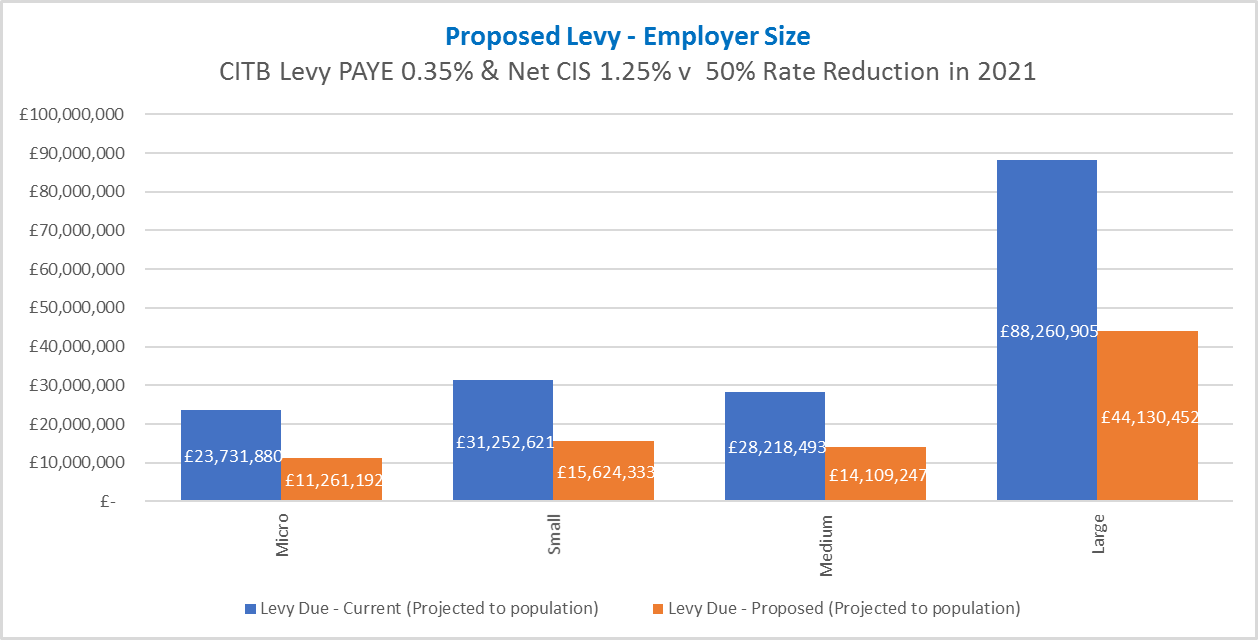 Proposed Levy - Employer Size
CITB Levy PAYE 0.35% & Net CIS 1.25% v  50% Rate Reduction in 2021
£100,000,000
£90,000,000
£80,000,000
£70,000,000
£60,000,000
£50,000,000
£40,000,000
£30,000,000
£20,000,000
£10,000,000
£-
£23,731,880
£11,261,192
£31,252,621
£15,624,333
£28,218,493
£14,109,247
£88,260,905
£44,130,452
Micro
Small
Medium
Large
Levy Due - Current (Projected to population)
Levy Due - Proposed (Projected to population)